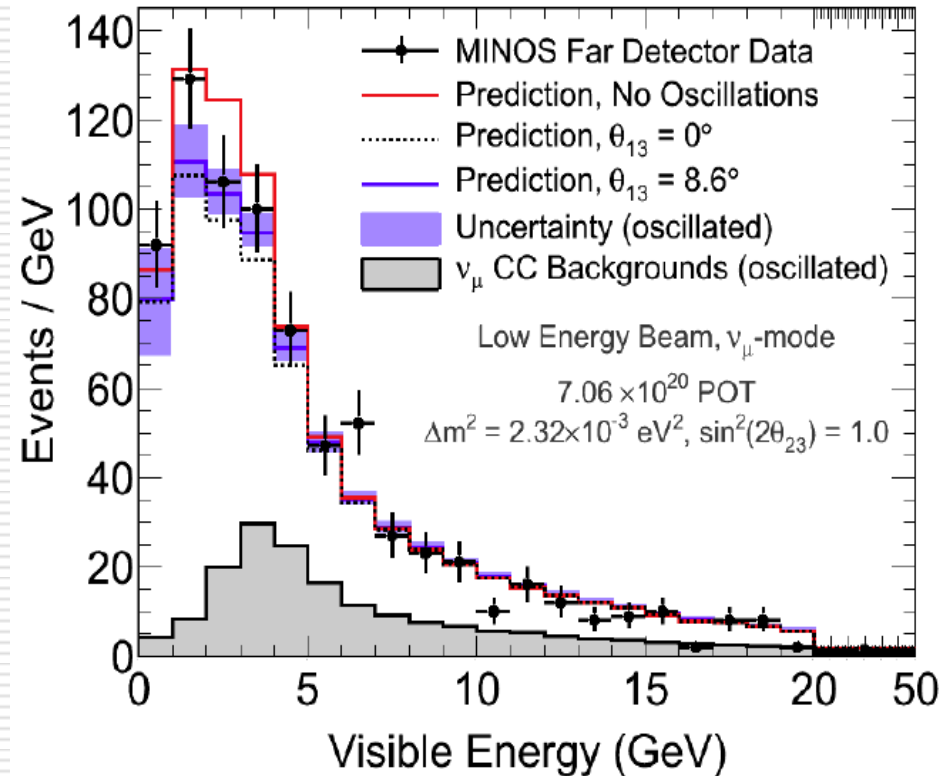 140
120
100
80
60
40
20
0
Events / GeV
MINOS Far Detector Data
Prediction, No Oscillations
Prediction, θ₁₃ = 0°
Prediction, θ₁₃ = 8.6°
Uncertainty (oscillated)
νμ CC Backgrounds (oscillated)
Low Energy Beam, νμ-mode
7.06 ×10²⁰ POT
Δm² = 2.32×10⁻³ eV², sin²(2θ₂₃) = 1.0
0 5 10 15 20 50
Visible Energy (GeV)